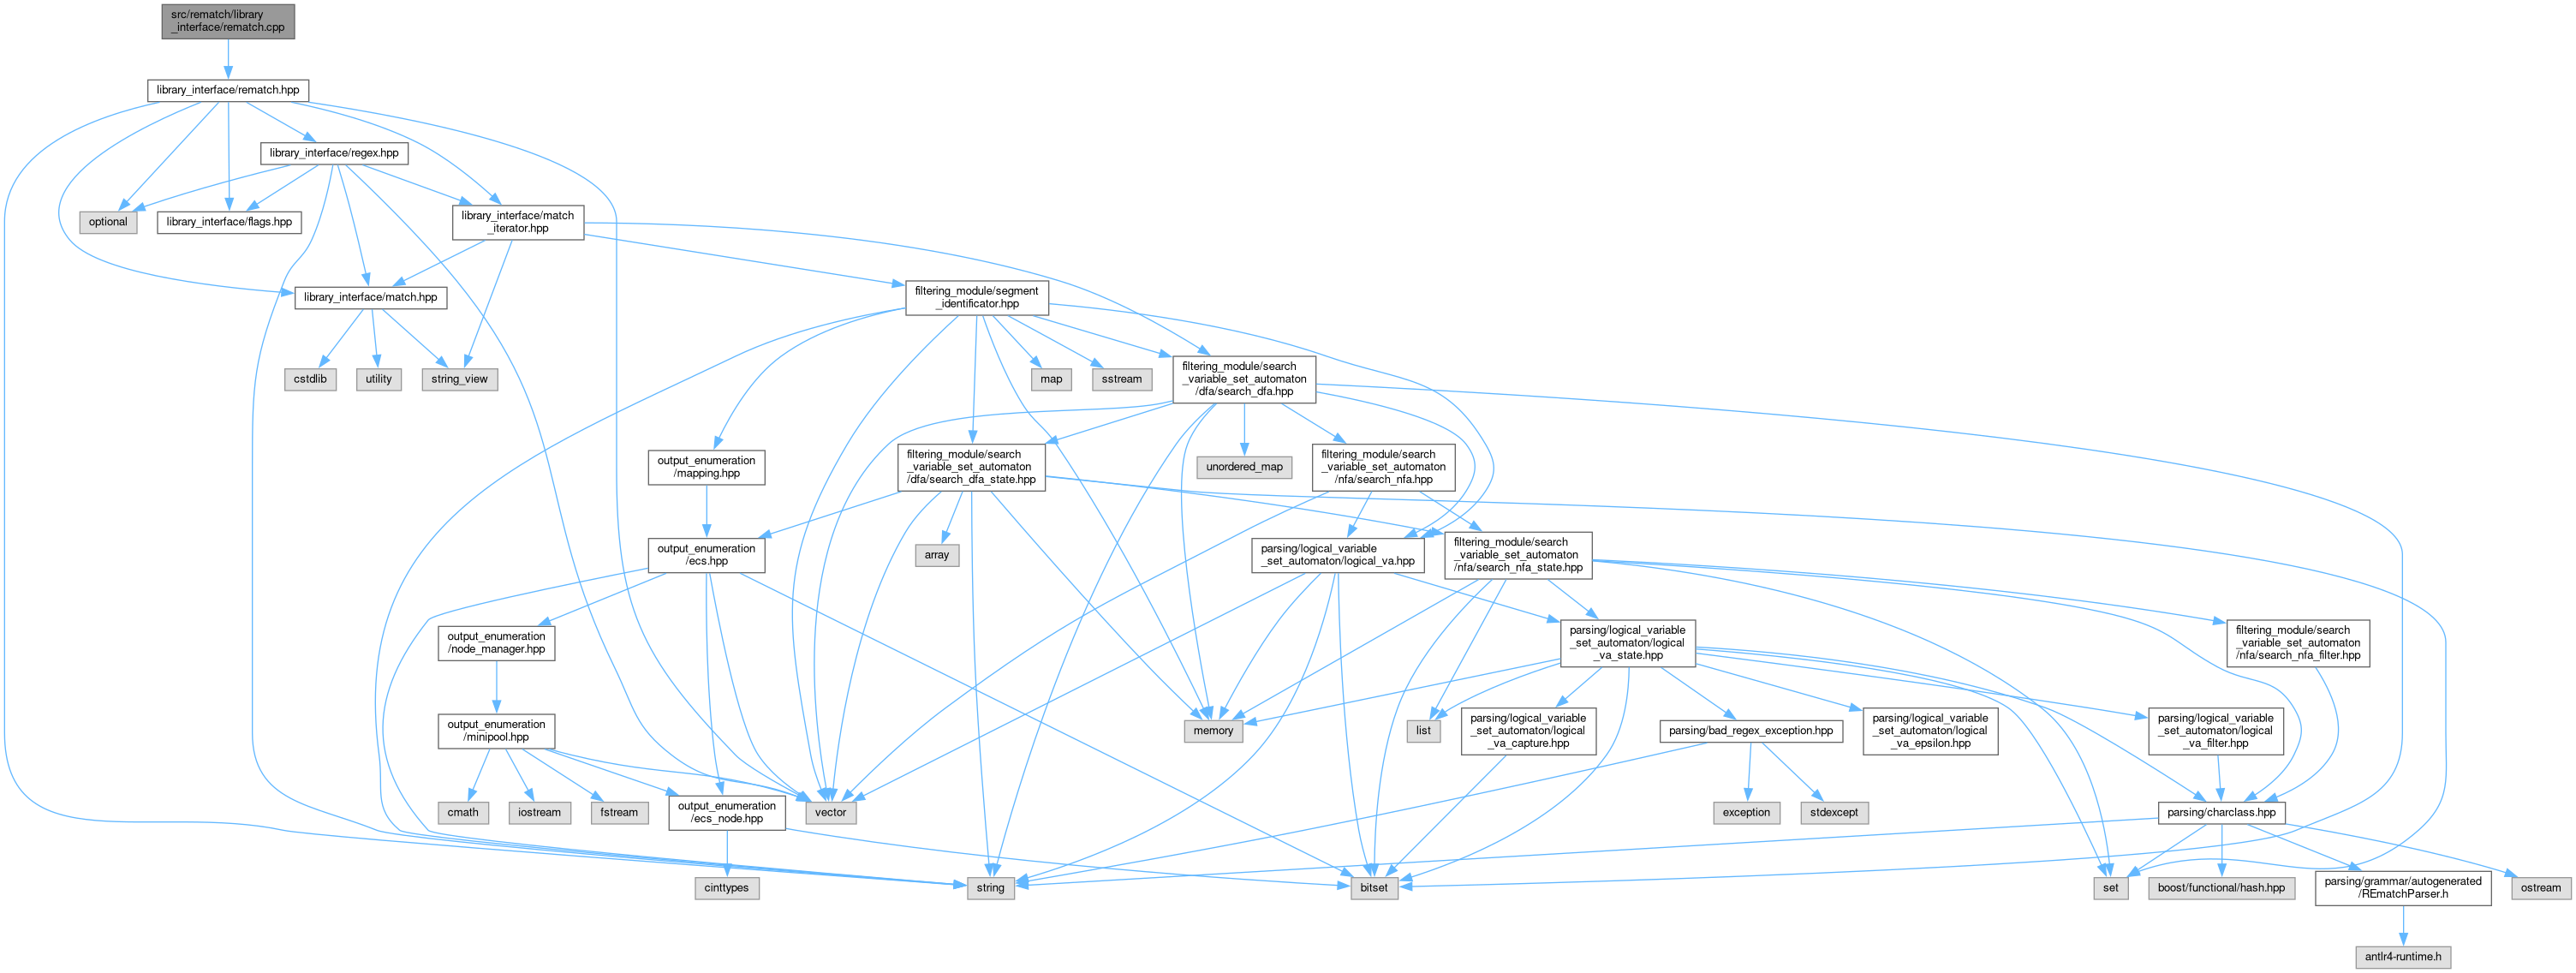 src/rematch/library
_interface/rematch.cpp
library_interface/rematch.hpp
library_interface/regex.hpp
optional
library_interface/flags.hpp
library_interface/match
_iterator.hpp
library_interface/match.hpp
filtering_module/segment
_identificator.hpp
cstdlib
utility
string_view
map
sstream
filtering_module/search
_variable_set_automaton
/dfa/search_dfa.hpp
output_enumeration
/mapping.hpp
filtering_module/search
_variable_set_automaton
/dfa/search_dfa_state.hpp
unordered_map
filtering_module/search
_variable_set_automaton
/nfa/search_nfa.hpp
output_enumeration
/ecs.hpp
array
parsing/logical_variable
_set_automaton/logical_va.hpp
filtering_module/search
_variable_set_automaton
/nfa/search_nfa_state.hpp
output_enumeration
/node_manager.hpp
parsing/logical_variable
_set_automaton/logical
_va_state.hpp
filtering_module/search
_variable_set_automaton
/nfa/search_nfa_filter.hpp
output_enumeration
/minipool.hpp
memory
list
parsing/logical_variable
_set_automaton/logical
_va_capture.hpp
parsing/bad_regex_exception.hpp
parsing/logical_variable
_set_automaton/logical
_va_epsilon.hpp
parsing/logical_variable
_set_automaton/logical
_va_filter.hpp
cmath
iostream
fstream
output_enumeration
/ecs_node.hpp
vector
exception
stdexcept
parsing/charclass.hpp
cinttypes
string
bitset
set
boost/functional/hash.hpp
parsing/grammar/autogenerated
/REmatchParser.h
ostream
antlr4-runtime.h